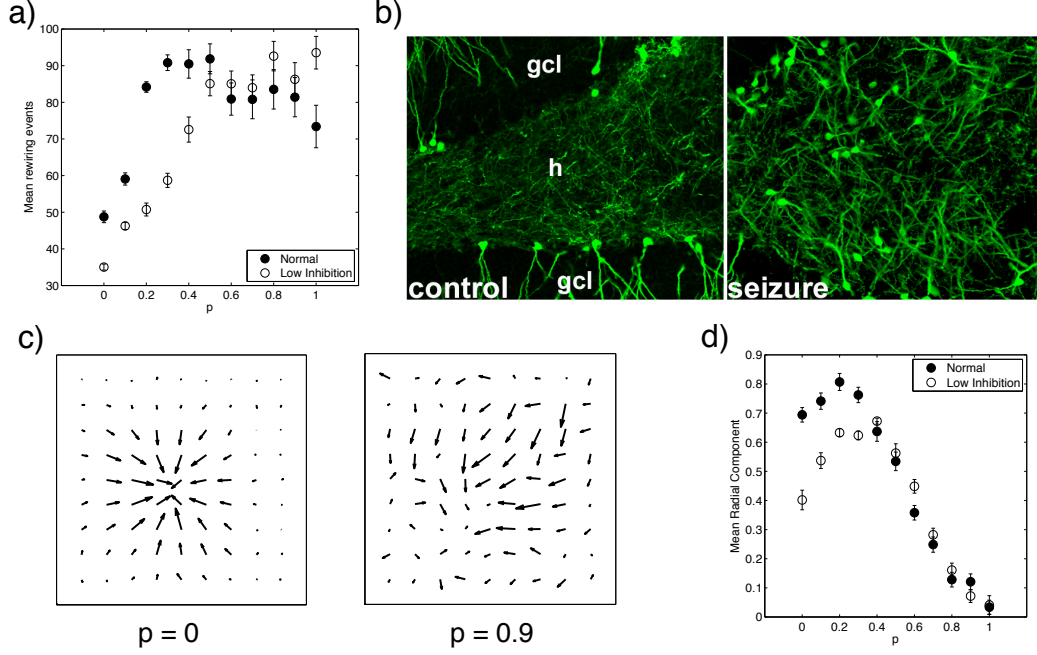 a)
100
90
80
70
60
50
40
30
0
0.2
0.4
0.6
0.8
1
p
Mean rewiring events
Normal
Low Inhibition
b)
gcl
h
control
gcl
seizure
c)
p = 0
p = 0.9
d)
0.9
0.8
0.7
0.6
0.5
0.4
0.3
0.2
0.1
0
0
0.2
0.4
0.6
0.8
1
p
Mean Radial Component
Normal
Low Inhibition